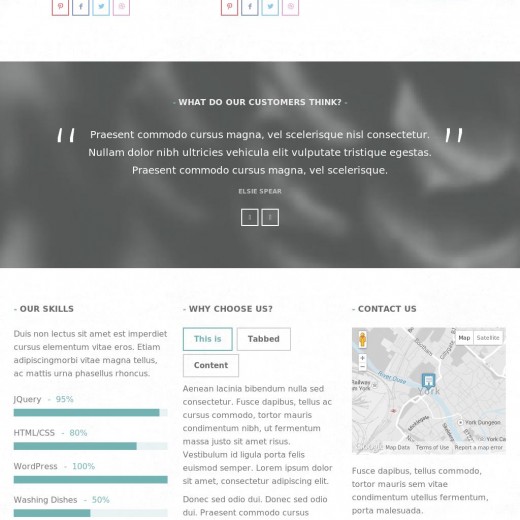 - WHAT DO OUR CUSTOMERS THINK? -
“ Praesent commodo cursus magna, vel scelerisque nisl consectetur. ”
Nullam dolor nibh ultricies vehicula elit vulputate tristique egestas.
Praesent commodo cursus magna, vel scelerisque.
ELSIE SPEAR
- OUR SKILLS
Duis non lectus sit amet est imperdiet
cursus elementum vitae eros. Etiam
adipiscingmorbi vitae magna tellus,
ac mattis urna phasellus rhoncus.
JQuery - 95%
HTML/CSS - 80%
WordPress - 100%
Washing Dishes - 50%
- WHY CHOOSE US?
This is
Tabbed
Content
Aenean lacinia bibendum nulla sed
consectetur. Fusce dapibus, tellus ac
cursus commodo, tortor mauris
condimentum nibh, ut fermentum
massa justo sit amet risus.
Vestibulum id ligula porta felis
euismod semper. Lorem ipsum dolor
sit amet, consectetur adipiscing elit.
Donec sed odio dui. Donec sed odio
dui. Praesent commodo cursus
- CONTACT US
Map
Satellite
York
York Dungeon
Map Data
Terms of Use
Report a map error
Fusce dapibus, tellus commodo,
tortor mauris sem vitae
condimentum utellus fermentum,
porta malesuada.